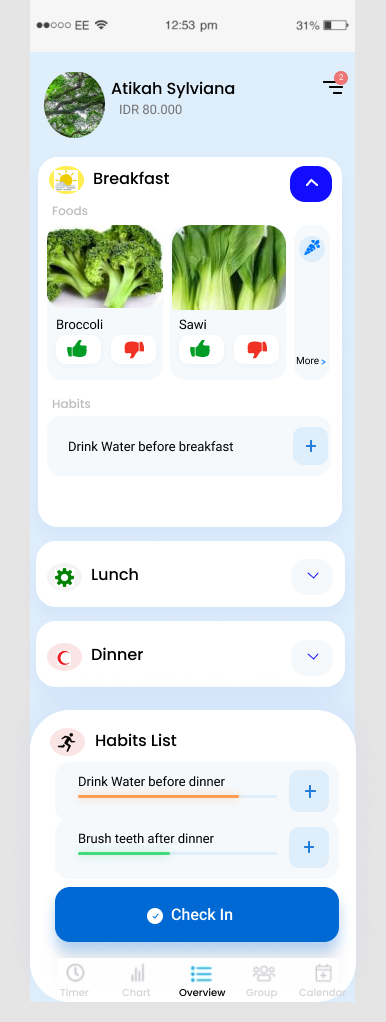 EE 12:53 pm 31%
Atikah Sylviana
2
IDR 80.000
Breakfast
Foods
Broccoli
Sawi
More >
Habits
Drink Water before breakfast
+
Lunch
Dinner
Habits List
Drink Water before dinner
+
Brush teeth after dinner
+
Check In
Timer Chart Overview Group Calendar